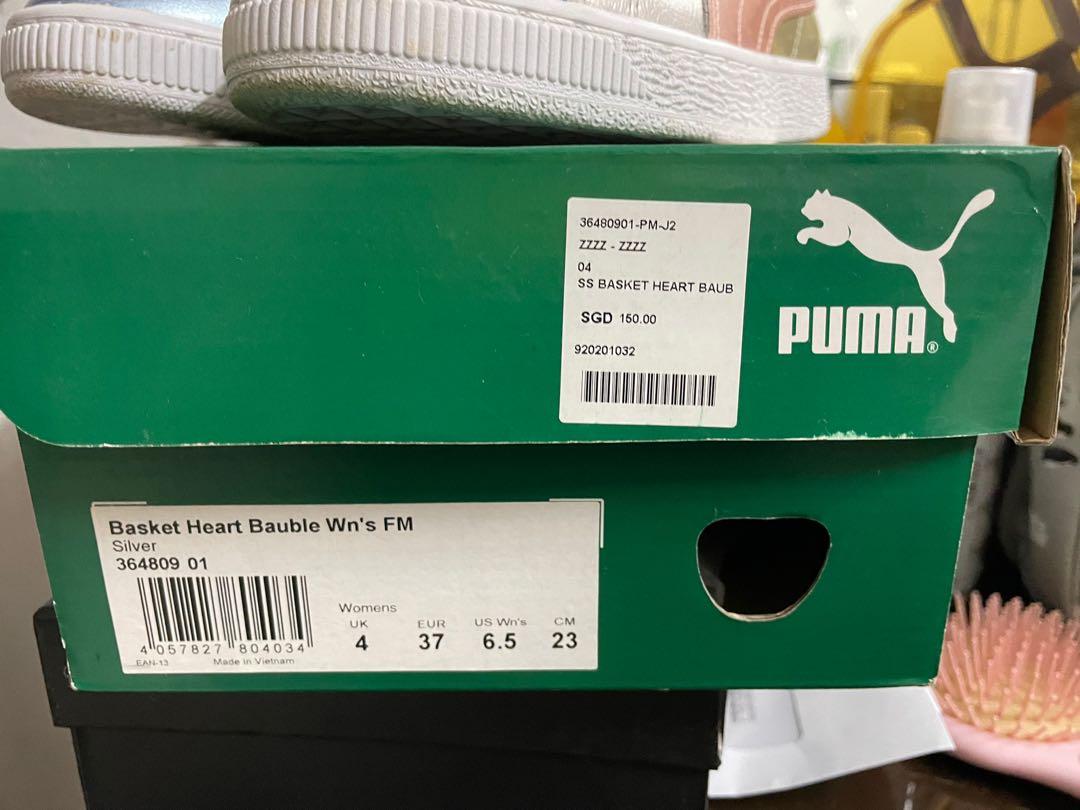 36480901-PM-J2
ZZZZ - ZZZZ
04
SS BASKET HEART BAUB
SGD 150.00
920201032
PUMA®
Basket Heart Bauble Wn's FM
Silver
364809 01
Womens
UK EUR US Wn's CM
4 37 6.5 23
4 057827 804034
EAN-13 Made in Vietnam